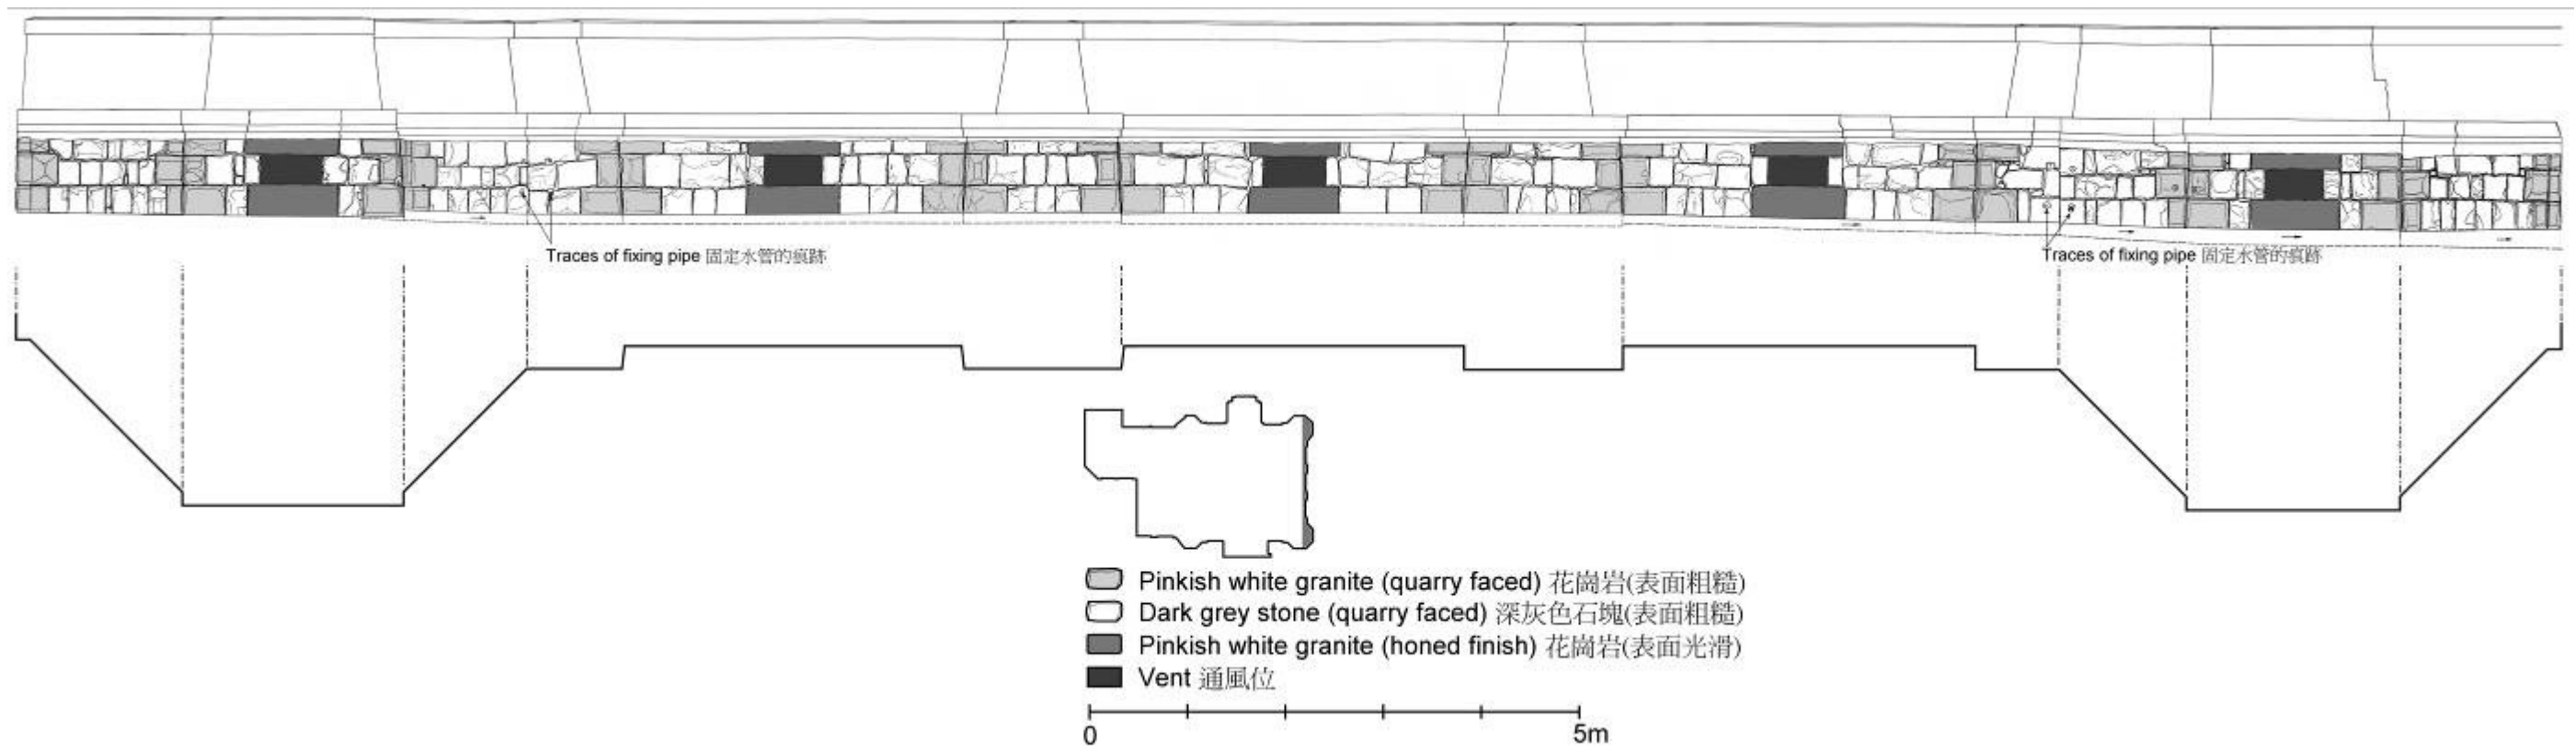 Traces of fixing pipe 固定水管的痕跡
Traces of fixing pipe 固定水管的痕跡
Pinkish white granite (quarry faced) 花崗岩(表面粗糙)
Dark grey stone (quarry faced) 深灰色石塊(表面粗糙)
Pinkish white granite (honed finish) 花崗岩(表面光滑)
Vent 通風位
0 5m